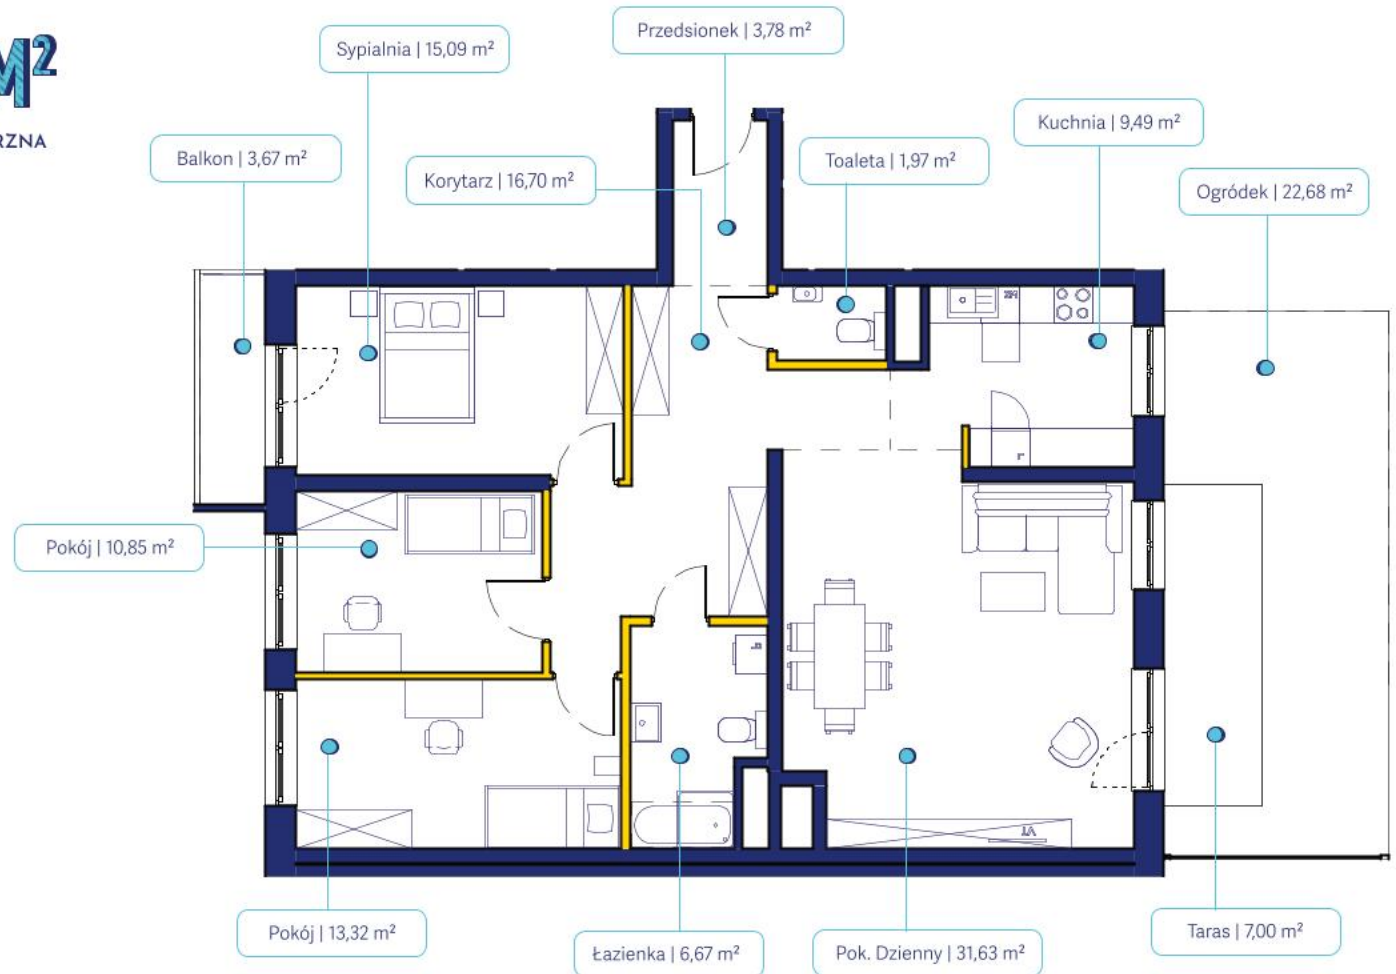 M²
RZNA
Sypialnia | 15,09 m²
Przedsionek | 3,78 m²
Balkon | 3,67 m²
Korytarz | 16,70 m²
Toaleta | 1,97 m²
Kuchnia | 9,49 m²
Ogródek | 22,68 m²
ZM
L
Pokój | 10,85 m²
TV
Pokój | 13,32 m²
Łazienka | 6,67 m²
Pok. Dzienny | 31,63 m²
Taras | 7,00 m²